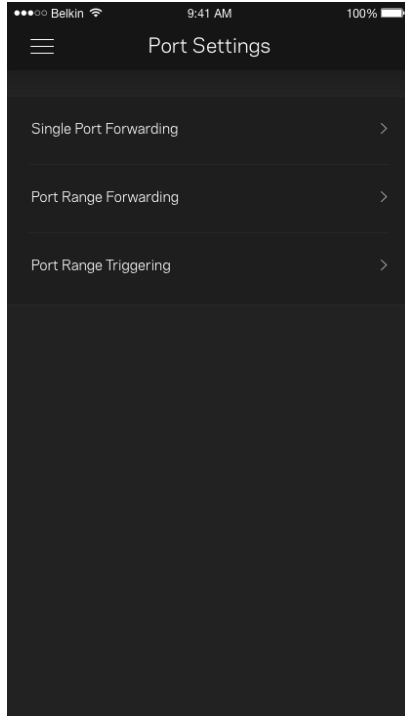 Belkin 9:41 AM 100%
Port Settings
Single Port Forwarding
Port Range Forwarding
Port Range Triggering